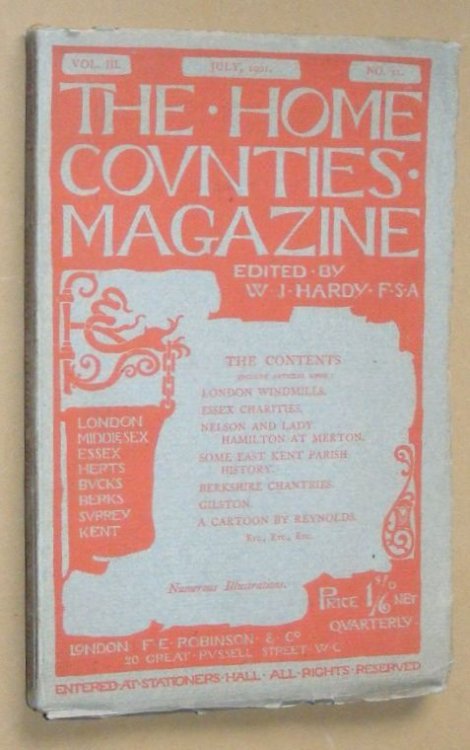 VOL. III.
JULY, 1901.
NO. 11.
THE · HOME
COVNTIES ·
MAGAZINE
EDITED · BY
W · J · HARDY · F · S · A
THE CONTENTS
LONDON WINDMILLS.
ESSEX CHARITIES.
NELSON AND LADY
HAMILTON AT MERTON.
SOME EAST KENT PARISH
HISTORY.
BERKSHIRE CHANTRIES.
GILSTON.
A CARTOON BY REYNOLDS.
ETC., ETC., ETC.
LONDON
MIDDLESEX
ESSEX
HERTS
BVCKS
BERKS
SVRREY
KENT
Numerous Illustrations.
PRICE 1/6 NET
QVARTERLY
LONDON F · E · ROBINSON · & Co
20 GREAT · RVSSELL STREET · W · C
ENTERED · AT · STATIONERS · HALL · ALL · RIGHTS · RESERVED